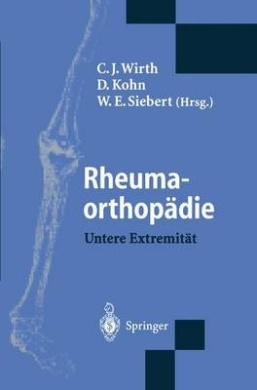 C. J. Wirth
D. Kohn
W. E. Siebert (Hrsg.)
Rheuma-
orthopädie
Untere Extremität
Springer